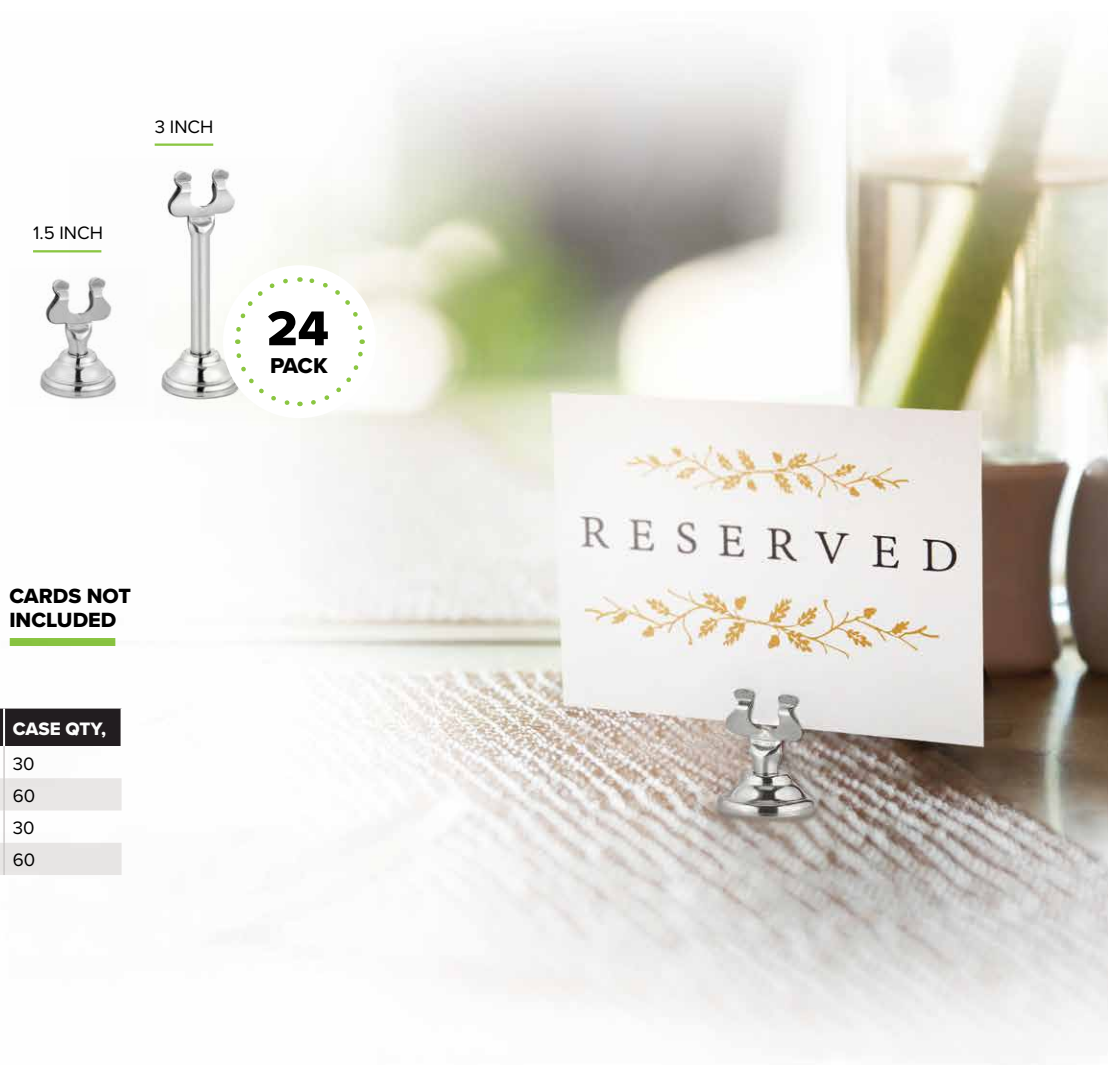 3 INCH
1.5 INCH
24
PACK
RESERVED
CARDS NOT
INCLUDED
CASE QTY,
30
60
30
60